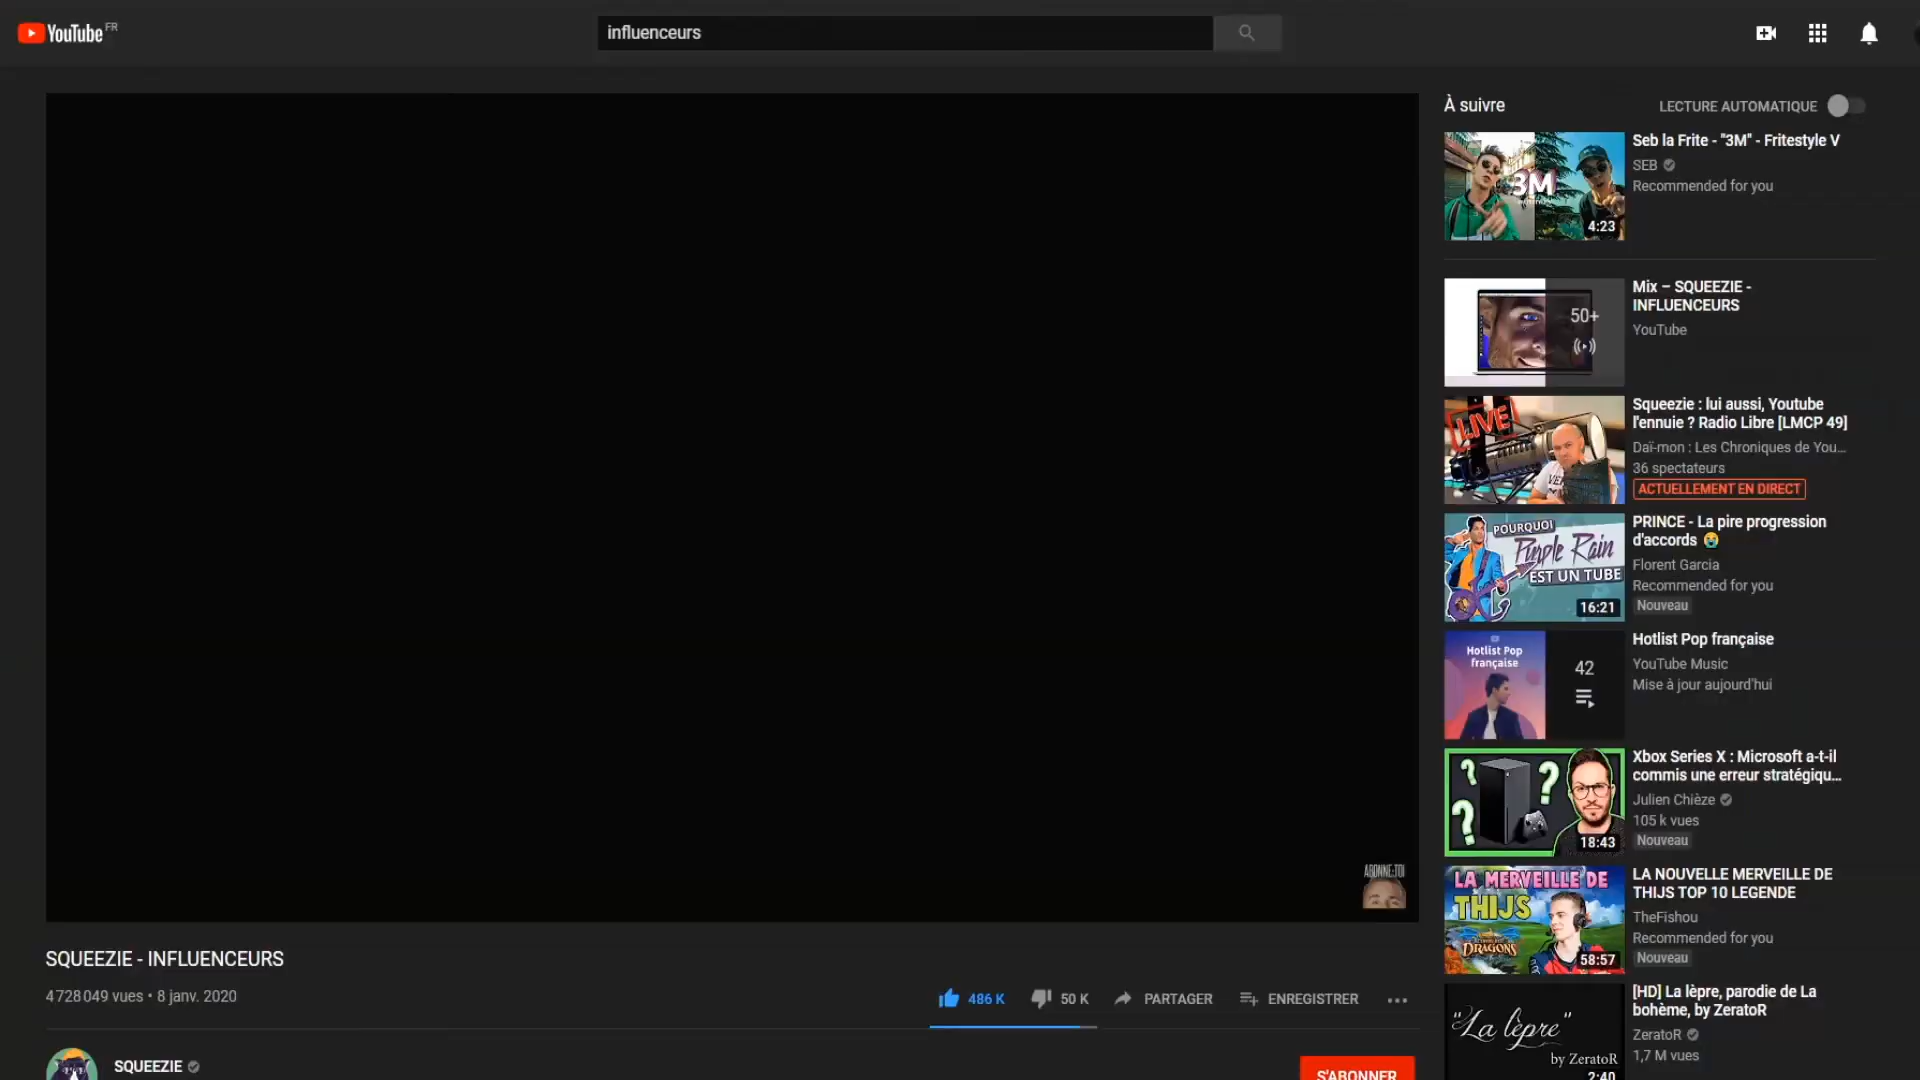 YouTube FR
influenceurs
À suivre
LECTURE AUTOMATIQUE
3M
4:23
Seb la Frite - "3M" - Fritestyle V
SEB
Recommended for you
50+
Mix – SQUEEZIE -
INFLUENCEURS
YouTube
LIVE
Squeezie : lui aussi, Youtube
l'ennuie ? Radio Libre [LMCP 49]
Daï-mon : Les Chroniques de You...
36 spectateurs
ACTUELLEMENT EN DIRECT
POURQUOI
Purple Rain
EST UN TUBE
16:21
PRINCE - La pire progression
d'accords 😭
Florent Garcia
Recommended for you
Nouveau
Hotlist Pop
française
42
Hotlist Pop française
YouTube Music
Mise à jour aujourd'hui
? ? ?
18:43
Xbox Series X : Microsoft a-t-il
commis une erreur stratégiqu...
Julien Chièze
105 k vues
Nouveau
LA MERVEILLE DE
THIJS
DRAGONS
58:57
LA NOUVELLE MERVEILLE DE
THIJS TOP 10 LEGENDE
TheFishou
Recommended for you
Nouveau
"La lèpre"
by ZeratoR
2:40
[HD] La lèpre, parodie de La
bohème, by ZeratoR
ZeratoR
1,7 M vues
ABONNE-TOI
SQUEEZIE - INFLUENCEURS
4 728 049 vues • 8 janv. 2020
486 K
50 K
PARTAGER
ENREGISTRER
SQUEEZIE
S'ABONNER